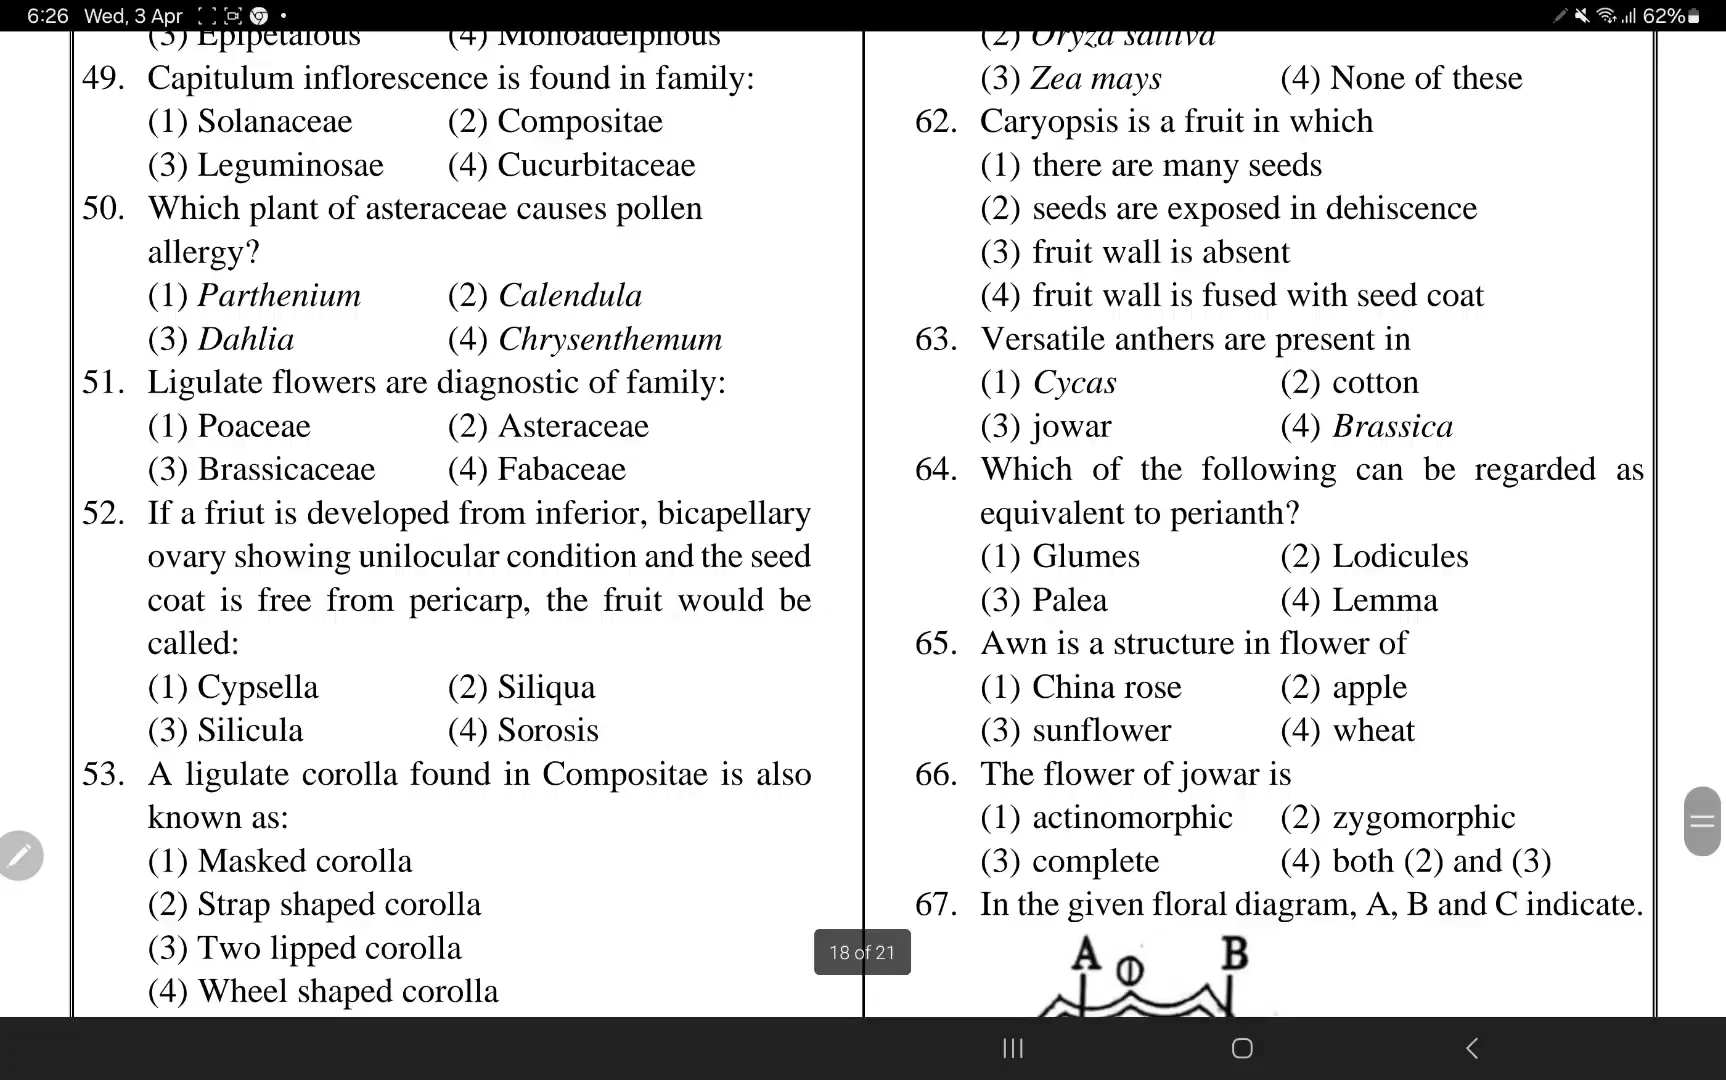 6:26 Wed, 3 Apr
62%
(3) Epipetalous (4) Monoadelphous
49. Capitulum inflorescence is found in family:
(1) Solanaceae (2) Compositae
(3) Leguminosae (4) Cucurbitaceae
50. Which plant of asteraceae causes pollen
allergy?
(1) Parthenium (2) Calendula
(3) Dahlia (4) Chrysenthemum
51. Ligulate flowers are diagnostic of family:
(1) Poaceae (2) Asteraceae
(3) Brassicaceae (4) Fabaceae
52. If a friut is developed from inferior, bicapellary
ovary showing unilocular condition and the seed
coat is free from pericarp, the fruit would be
called:
(1) Cypsella (2) Siliqua
(3) Silicula (4) Sorosis
53. A ligulate corolla found in Compositae is also
known as:
(1) Masked corolla
(2) Strap shaped corolla
(3) Two lipped corolla
(4) Wheel shaped corolla
(2) Oryza sativa
(3) Zea mays (4) None of these
62. Caryopsis is a fruit in which
(1) there are many seeds
(2) seeds are exposed in dehiscence
(3) fruit wall is absent
(4) fruit wall is fused with seed coat
63. Versatile anthers are present in
(1) Cycas (2) cotton
(3) jowar (4) Brassica
64. Which of the following can be regarded as
equivalent to perianth?
(1) Glumes (2) Lodicules
(3) Palea (4) Lemma
65. Awn is a structure in flower of
(1) China rose (2) apple
(3) sunflower (4) wheat
66. The flower of jowar is
(1) actinomorphic (2) zygomorphic
(3) complete (4) both (2) and (3)
67. In the given floral diagram, A, B and C indicate.
A B
18 of 21